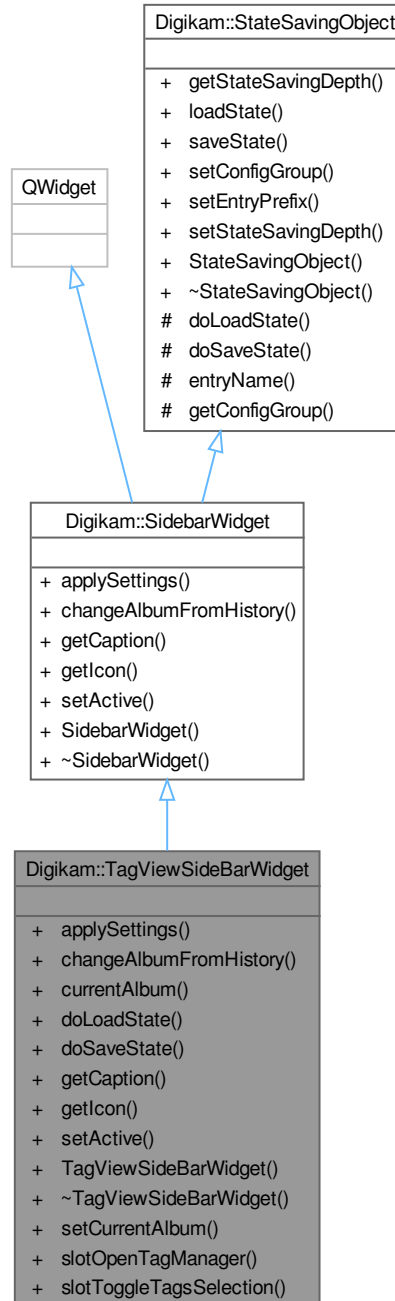 Digikam::StateSavingObject
+ getStateSavingDepth()
+ loadState()
+ saveState()
+ setConfigGroup()
+ setEntryPrefix()
+ setStateSavingDepth()
+ StateSavingObject()
+ ~StateSavingObject()
# doLoadState()
# doSaveState()
# entryName()
# getConfigGroup()
QWidget
Digikam::SidebarWidget
+ applySettings()
+ changeAlbumFromHistory()
+ getCaption()
+ getIcon()
+ setActive()
+ SidebarWidget()
+ ~SidebarWidget()
Digikam::TagViewSideBarWidget
+ applySettings()
+ changeAlbumFromHistory()
+ currentAlbum()
+ doLoadState()
+ doSaveState()
+ getCaption()
+ getIcon()
+ setActive()
+ TagViewSideBarWidget()
+ ~TagViewSideBarWidget()
+ setCurrentAlbum()
+ slotOpenTagManager()
+ slotToggleTagsSelection()